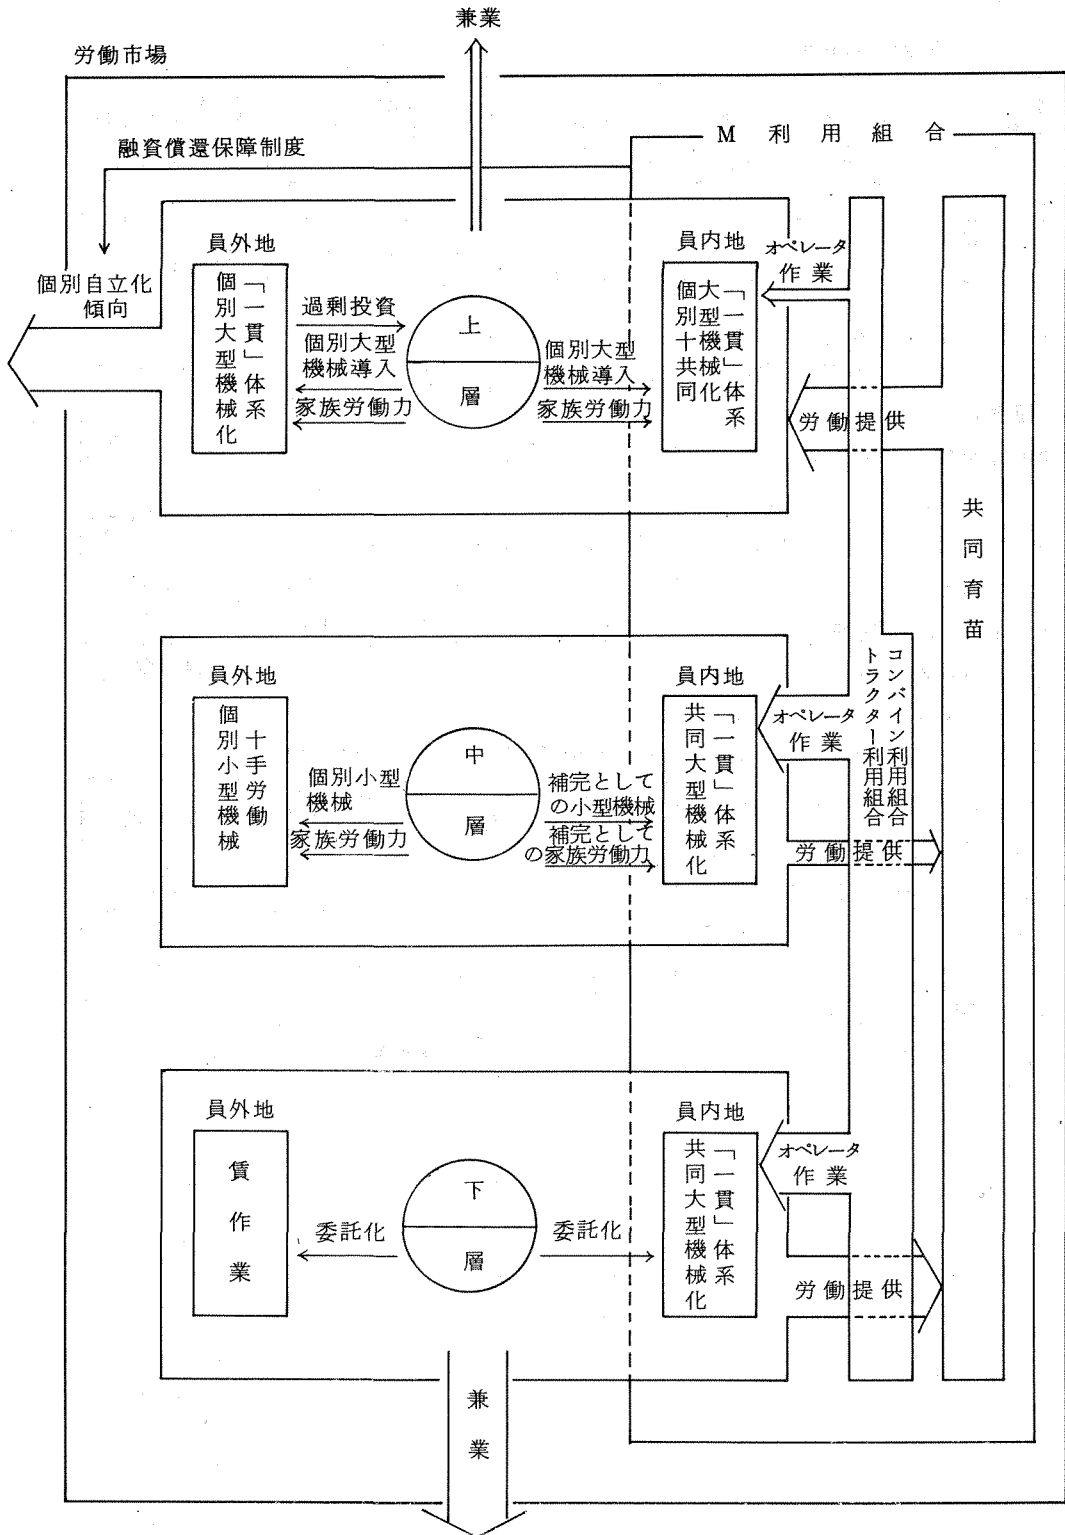 兼業
労働市場
M利用組合
融資償還保障制度
個別自立化
傾向
員外地
「一貫」体系
個別大型機械化
過剰投資
個別大型
機械導入
家族労働力
上
層
個別大型
機械導入
家族労働力
員内地
「一貫」体系
大型機械化
個別十共同
オペレータ
作業
労働提供
共同育苗
コンバイン利用組合
トラクター利用組合
員外地
十手労働
個別小型機械
個別小型
機械
家族労働力
中
層
補完として
の小型機械
補完として
の家族労働力
員内地
「一貫」体系
共同大型機械化
オペレータ
作業
労働提供
員外地
賃作業
委託化
下
層
委託化
員内地
「一貫」体系
共同大型機械化
オペレータ
作業
労働提供
兼業